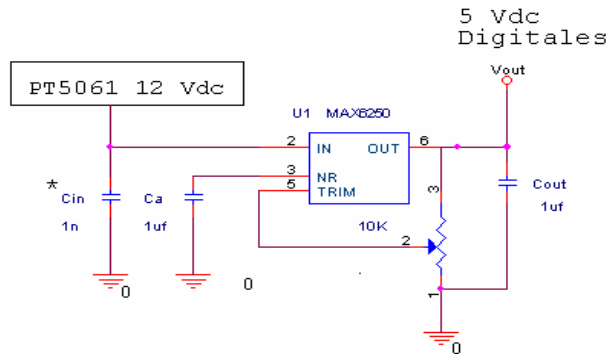 5 Vdc
Digitales
Vout
PT5061 12 Vdc
U1 MAX6250
2 IN OUT 6
3 NR
5 TRIM
*
Cin
1n
Ca
1uf
10K
3
2
1
Cout
1uf
0
0
0